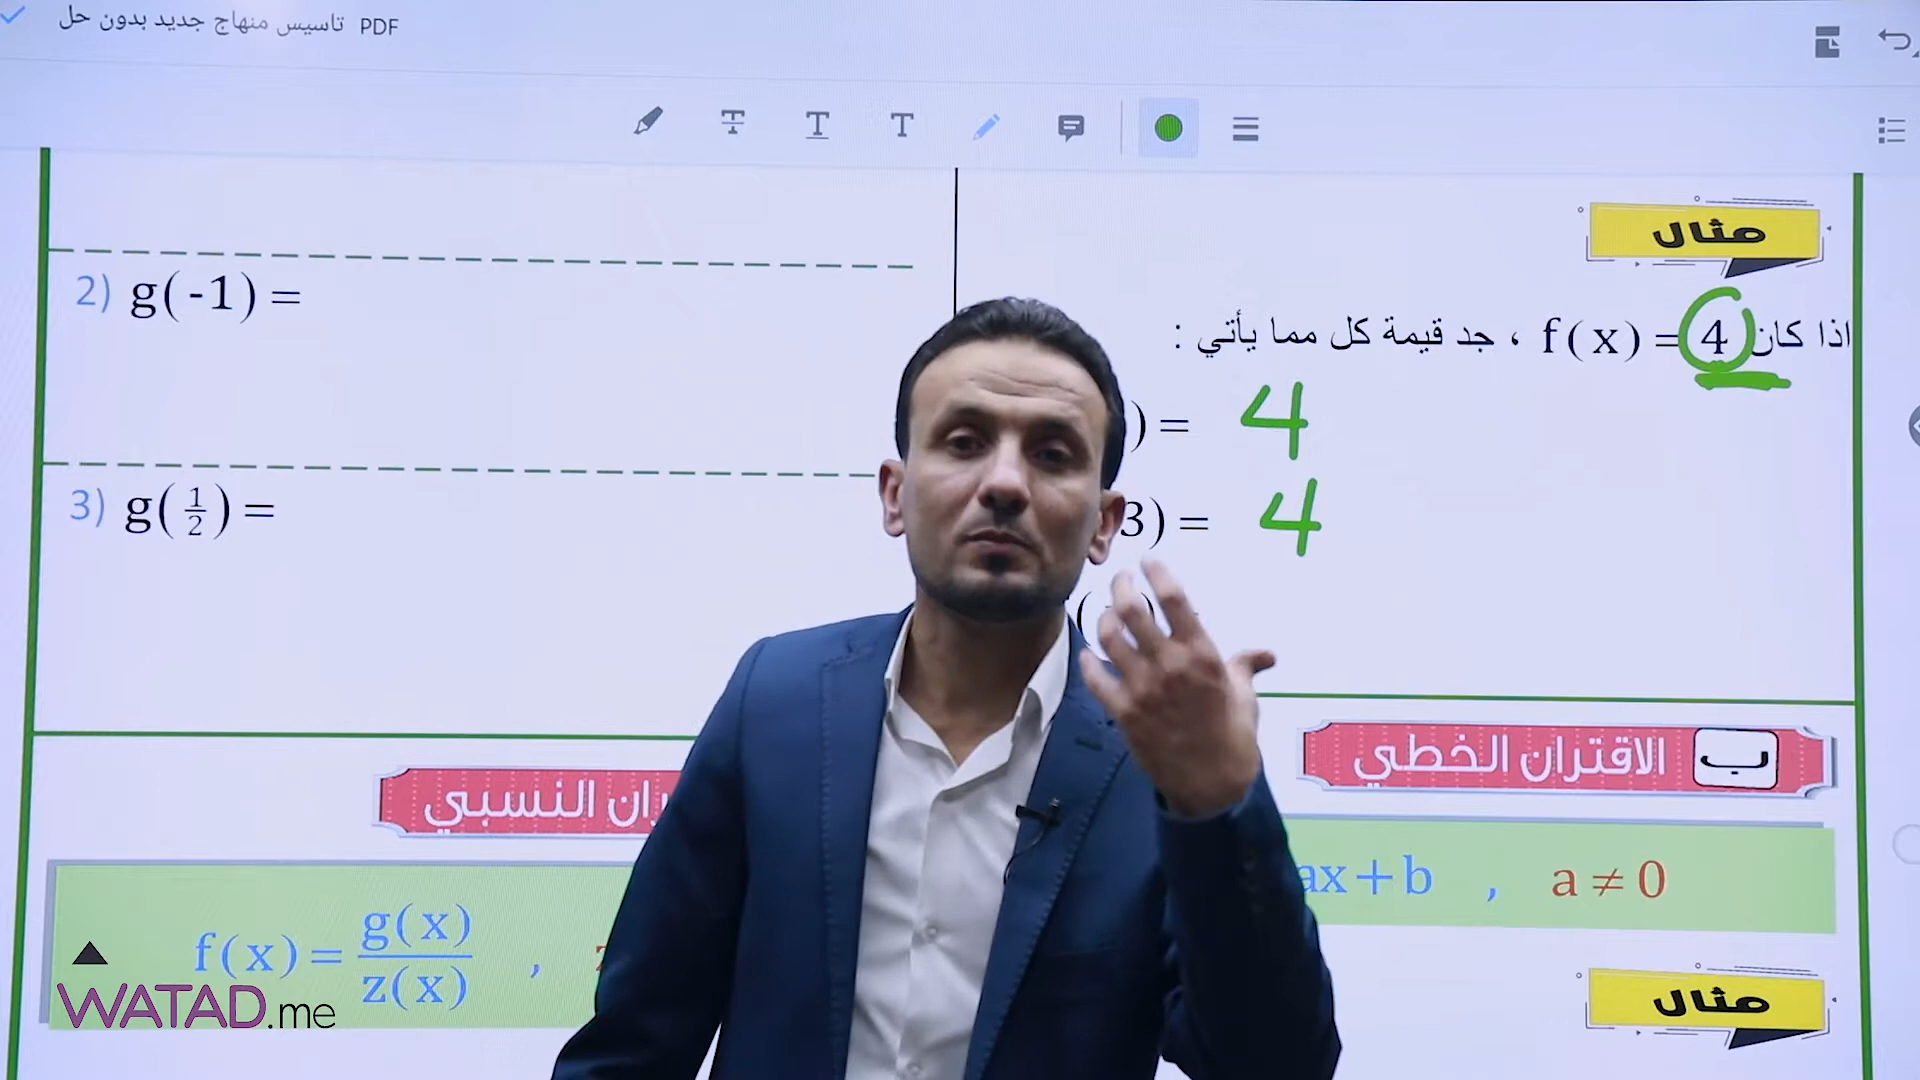 تاسيس منهاج جديد بدون حل PDF
مثال
اذا كان f(x) = 4 ، جد قيمة كل مما يأتي :
) = 4
3) = 4
2) g(-1) =
3) g(1/2) =
ب الاقتران الخطي
ax+b , a ≠ 0
مثال
النسبي
f(x) = g(x)/z(x) ,
WATAD.me